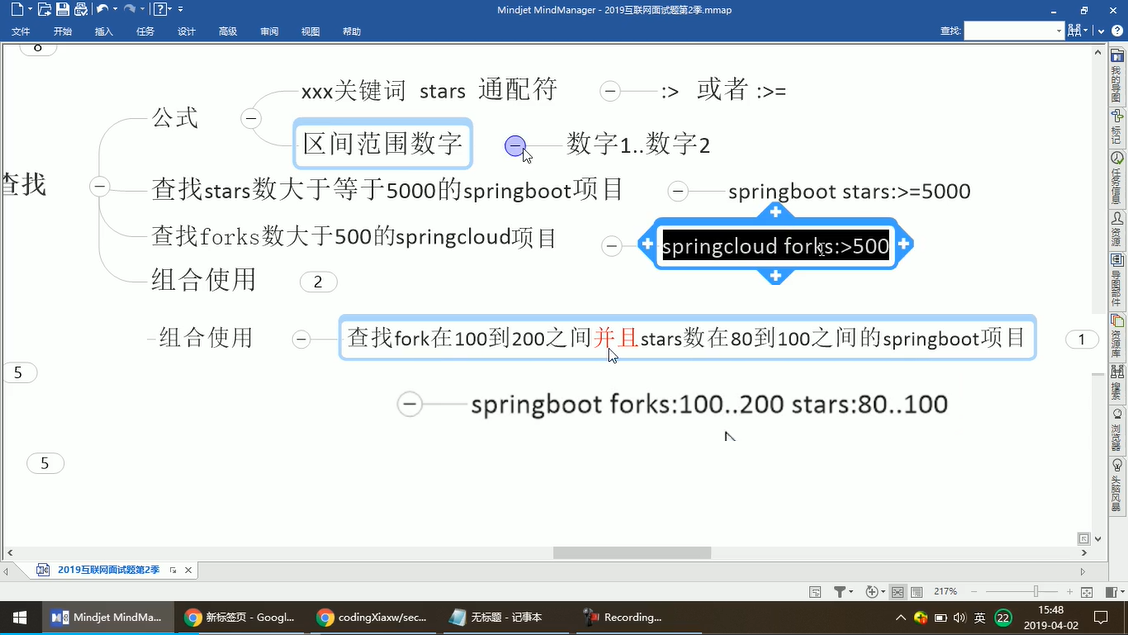 Mindjet MindManager - 2019互联网面试题第2季.mmap
文件 开始 插入 任务 设计 高级 审阅 视图 帮助
查找:
8
xxx关键词 stars 通配符 :> 或者 :>=
公式
区间范围数字 数字1..数字2
查找
查找stars数大于等于5000的springboot项目 springboot stars:>=5000
查找forks数大于500的springcloud项目 springcloud forks:>500
组合使用 2
组合使用 查找fork在100到200之间并且stars数在80到100之间的springboot项目 1
5
springboot forks:100..200 stars:80..100
5
我的导图
标记
任务信息
资源
导图部件
资源库
搜索
浏览器
头脑风暴
2019互联网面试题第2季
217%
Mindjet MindMa...
新标签页 - Googl...
codingXiaxw/sec...
无标题 - 记事本
Recording...
英
22
15:48
2019-04-02